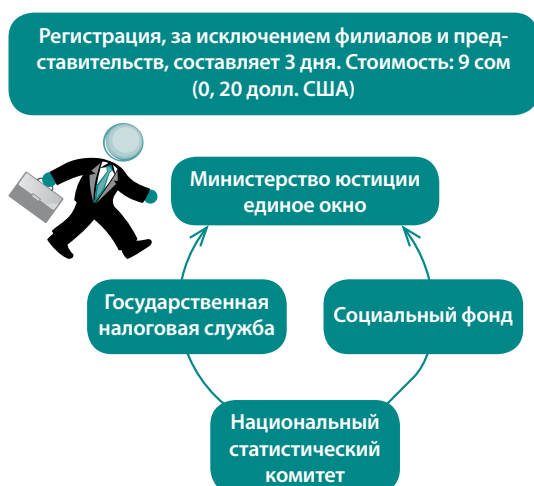 Регистрация, за исключением филиалов и пред-
ставительств, составляет 3 дня. Стоимость: 9 сом
(0, 20 долл. США)
Министерство юстиции
единое окно
Государственная
налоговая служба
Социальный фонд
Национальный
статистический
комитет